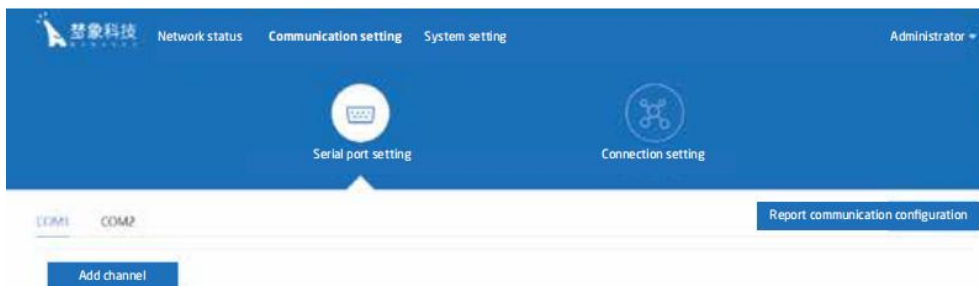 楚象科技
Network status
Communication setting
System setting
Administrator
Serial port setting
Connection setting
COM1
COM2
Report communication configuration
Add channel